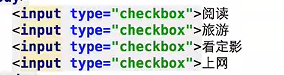 <input type="checkbox">阅读
<input type="checkbox">旅游
<input type="checkbox">看定影
<input type="checkbox">上网